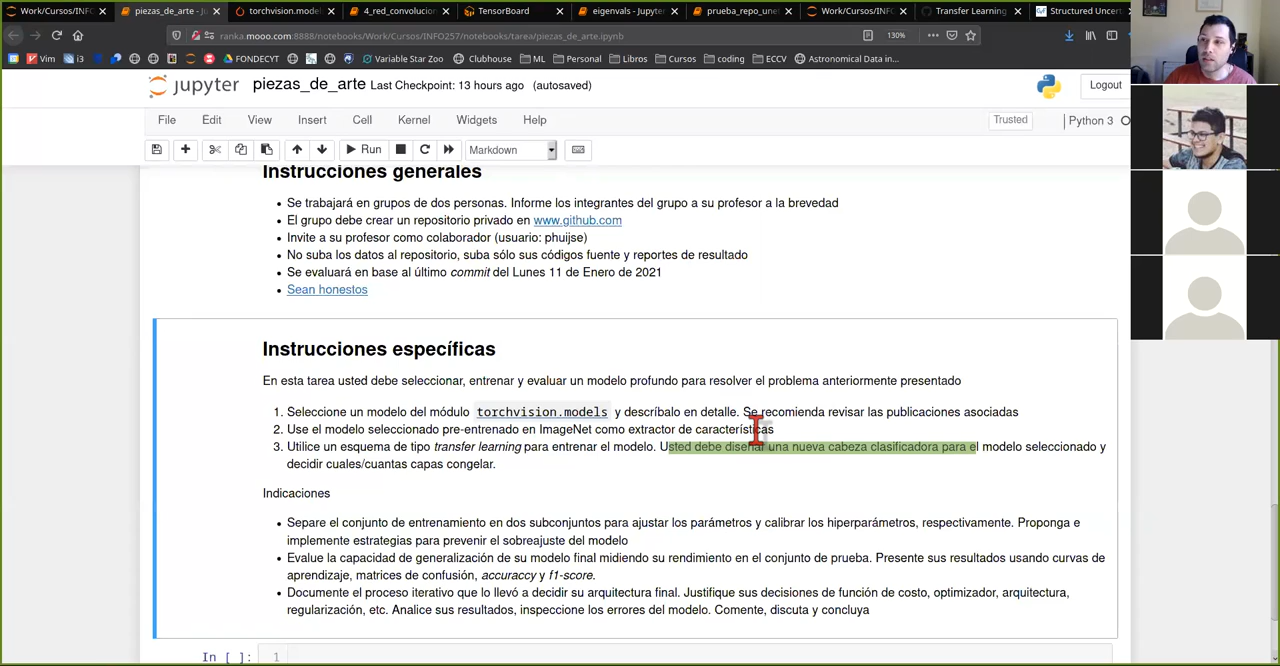 Work/Cursos/INFO
piezas_de_arte - Ju
torchvision.model
4_red_convolucion
TensorBoard
eigenvals - Jupyter
prueba_repo_une
Work/Cursos/INFO
Transfer Learning
Structured Uncert
ranka.mooo.com:8888/notebooks/Work/Cursos/INFO257/notebooks/tarea/piezas_de_arte.ipynb
130%
Vim
i3
FONDECYT
Variable Star Zoo
Clubhouse
ML
Personal
Libros
Cursos
coding
ECCV
Astronomical Data in...
jupyter piezas_de_arte Last Checkpoint: 13 hours ago (autosaved)
Logout
File Edit View Insert Cell Kernel Widgets Help
Trusted
Python 3
Run
Markdown
Instrucciones generales
• Se trabajará en grupos de dos personas. Informe los integrantes del grupo a su profesor a la brevedad
• El grupo debe crear un repositorio privado en www.github.com
• Invite a su profesor como colaborador (usuario: phuijse)
• No suba los datos al repositorio, suba sólo sus códigos fuente y reportes de resultado
• Se evaluará en base al último commit del Lunes 11 de Enero de 2021
• Sean honestos
Instrucciones específicas
En esta tarea usted debe seleccionar, entrenar y evaluar un modelo profundo para resolver el problema anteriormente presentado
1. Seleccione un modelo del módulo torchvision.models y descríbalo en detalle. Se recomienda revisar las publicaciones asociadas
2. Use el modelo seleccionado pre-entrenado en ImageNet como extractor de características
3. Utilice un esquema de tipo transfer learning para entrenar el modelo. Usted debe diseñar una nueva cabeza clasificadora para el modelo seleccionado y
decidir cuales/cuantas capas congelar.
Indicaciones
• Separe el conjunto de entrenamiento en dos subconjuntos para ajustar los parámetros y calibrar los hiperparámetros, respectivamente. Proponga e
implemente estrategias para prevenir el sobreajuste del modelo
• Evalue la capacidad de generalización de su modelo final midiendo su rendimiento en el conjunto de prueba. Presente sus resultados usando curvas de
aprendizaje, matrices de confusión, accuraccy y f1-score.
• Documente el proceso iterativo que lo llevó a decidir su arquitectura final. Justifique sus decisiones de función de costo, optimizador, arquitectura,
regularización, etc. Analice sus resultados, inspeccione los errores del modelo. Comente, discuta y concluya
In [ ]:
1